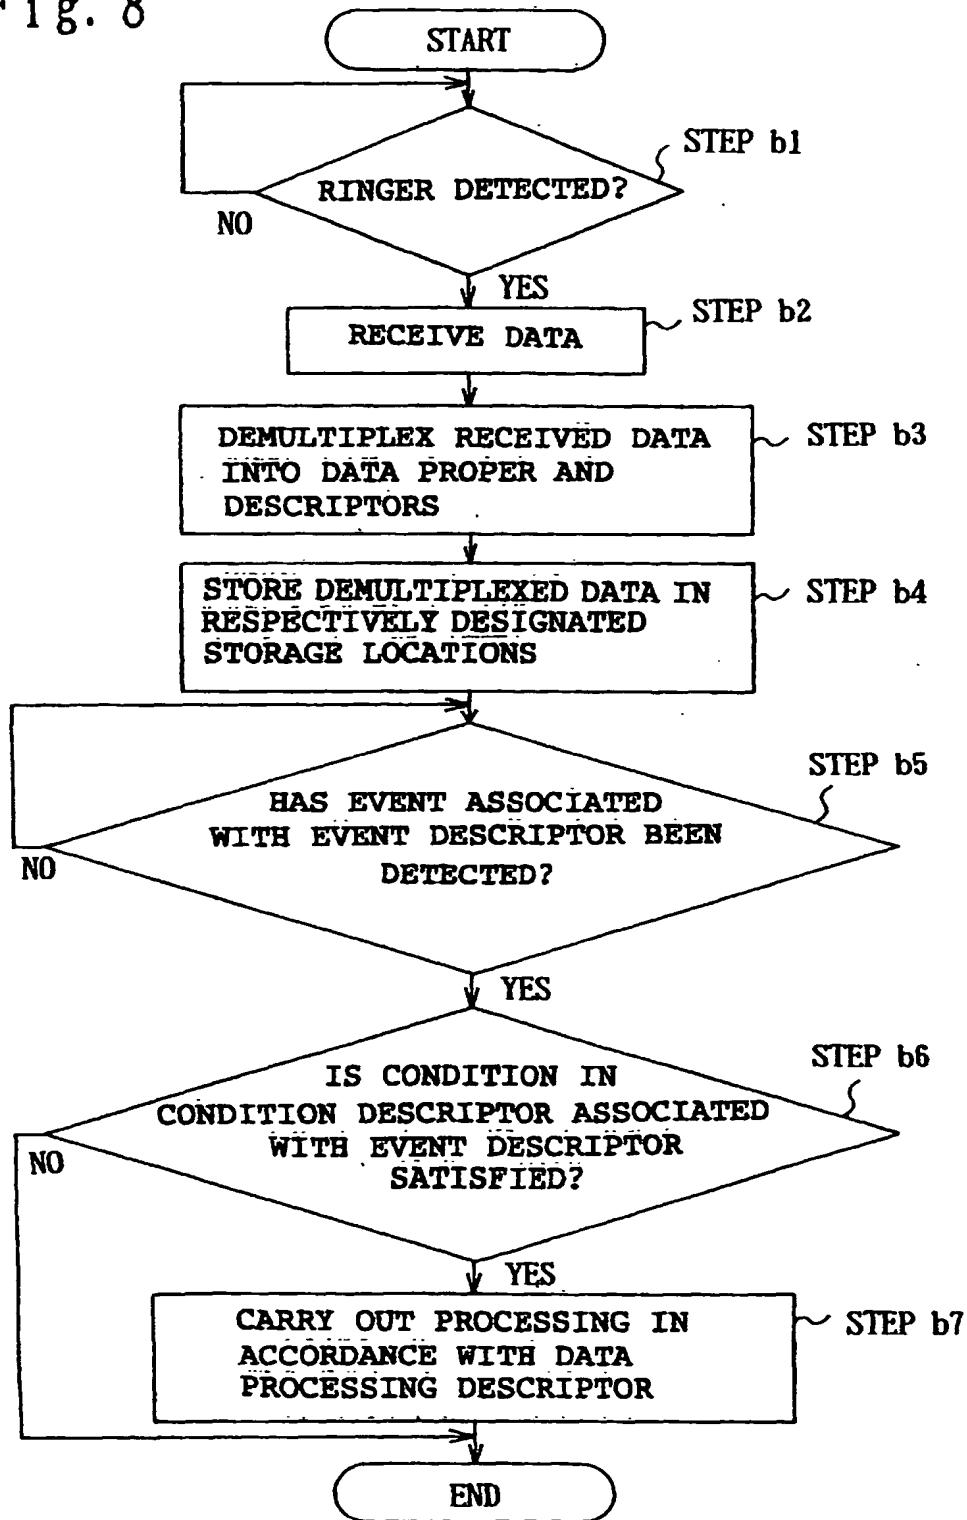 Fig. 8
START
STEP b1
RINGER DETECTED?
NO
YES
STEP b2
RECEIVE DATA
STEP b3
DEMULTIPLEX RECEIVED DATA
INTO DATA PROPER AND
DESCRIPTORS
STEP b4
STORE DEMULTIPLEXED DATA IN
RESPECTIVELY DESIGNATED
STORAGE LOCATIONS
STEP b5
HAS EVENT ASSOCIATED
WITH EVENT DESCRIPTOR BEEN
DETECTED?
NO
YES
STEP b6
IS CONDITION IN
CONDITION DESCRIPTOR ASSOCIATED
WITH EVENT DESCRIPTOR
SATISFIED?
NO
YES
STEP b7
CARRY OUT PROCESSING IN
ACCORDANCE WITH DATA
PROCESSING DESCRIPTOR
END